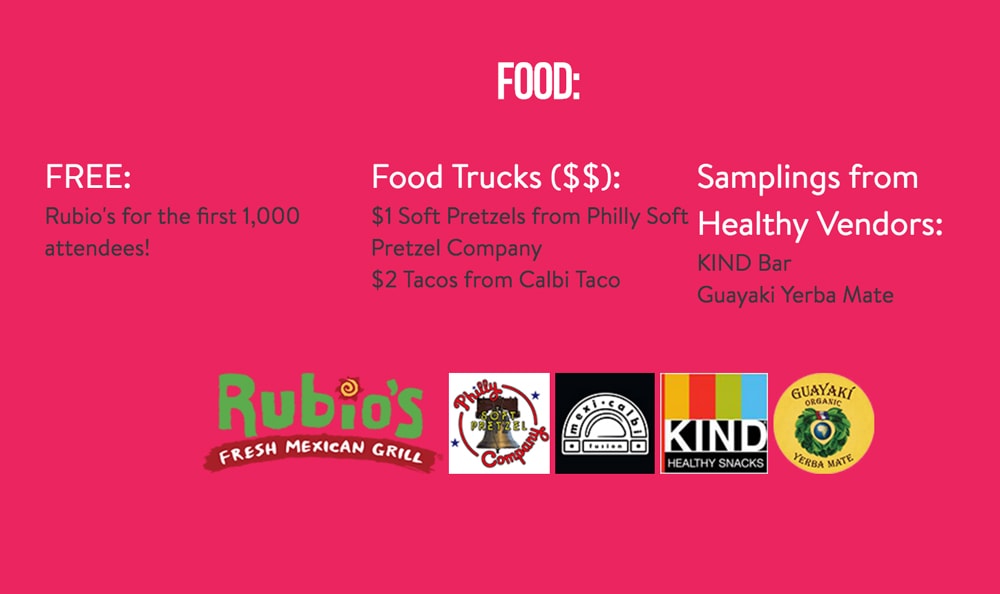 FOOD:
FREE:
Rubio's for the first 1,000
attendees!
Food Trucks ($$):
$1 Soft Pretzels from Philly Soft
Pretzel Company
$2 Tacos from Calbi Taco
Samplings from
Healthy Vendors:
KIND Bar
Guayaki Yerba Mate
Rubio's
FRESH MEXICAN GRILL
Philly
SOFT
PRETZEL
Company
mexi•calbi
fusion
KIND
HEALTHY SNACKS
GUAYAKÍ
ORGANIC
YERBA MATE